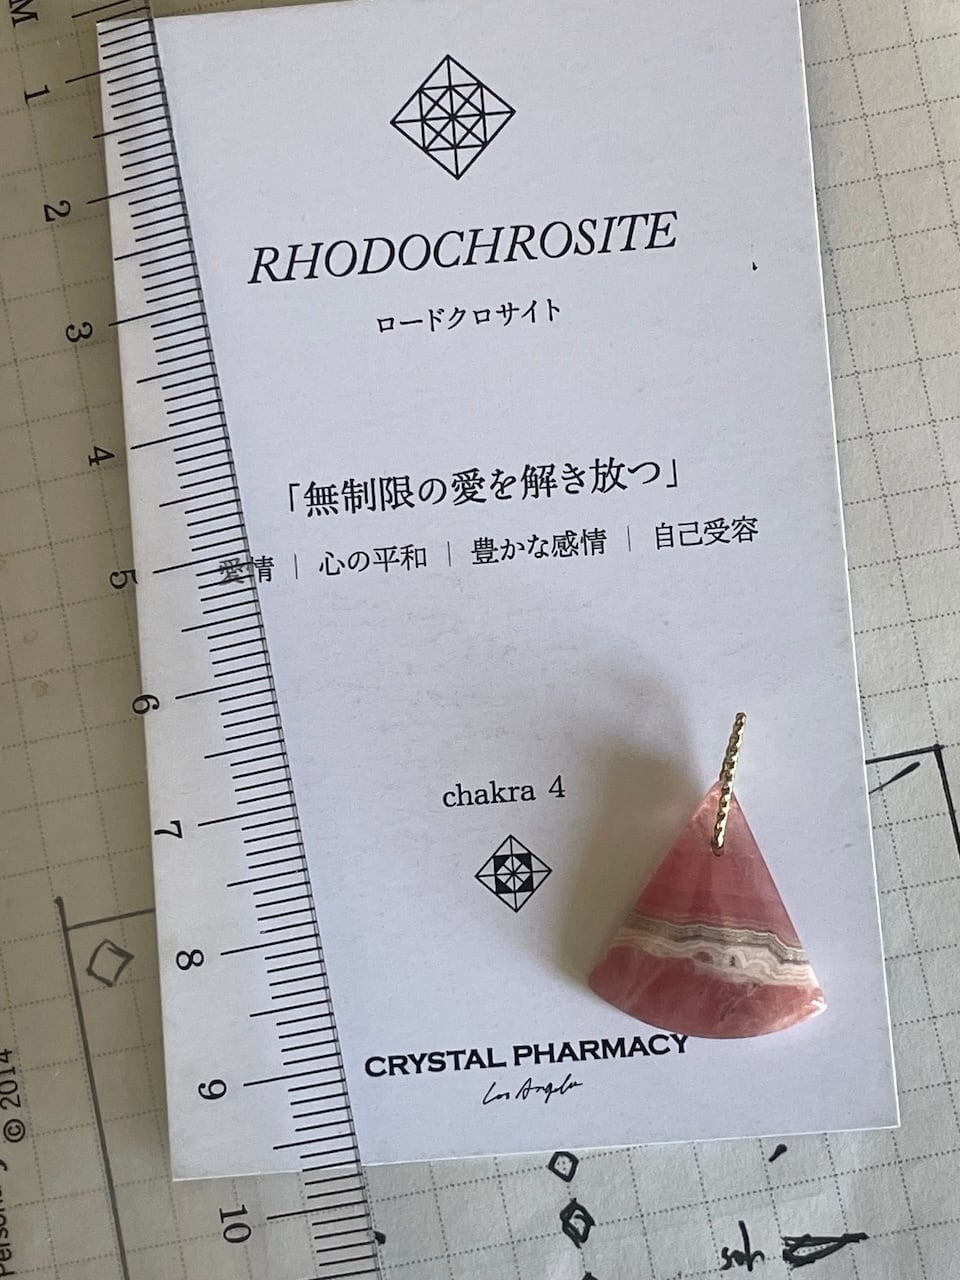 M
1
2
3
4
5
6
7
8
9
10
RHODOCHROSITE
ロードクロサイト
「無制限の愛を解き放つ」
愛情｜心の平和｜豊かな感情｜自己受容
chakra 4
CRYSTAL PHARMACY
Los Angeles
© 2014